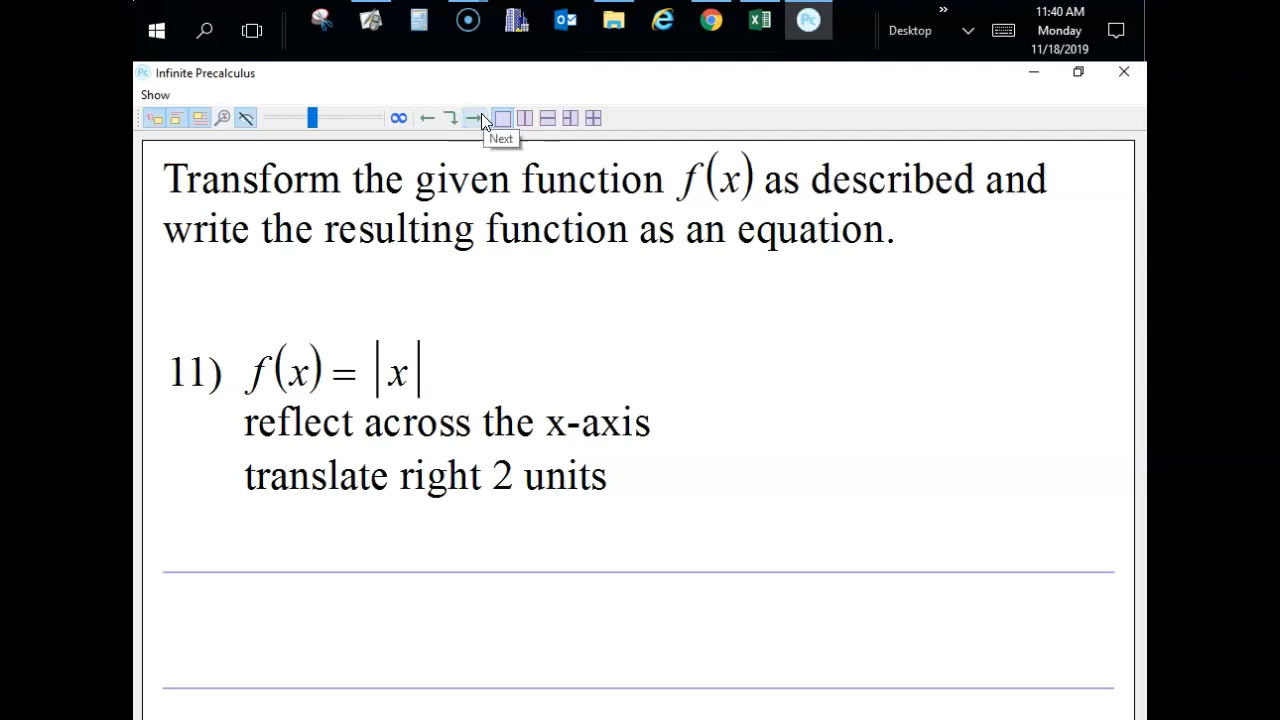 11:40 AM
Desktop
Monday
11/18/2019
Infinite Precalculus
Show
Next
Transform the given function f(x) as described and
write the resulting function as an equation.
11) f(x) = |x|
reflect across the x-axis
translate right 2 units